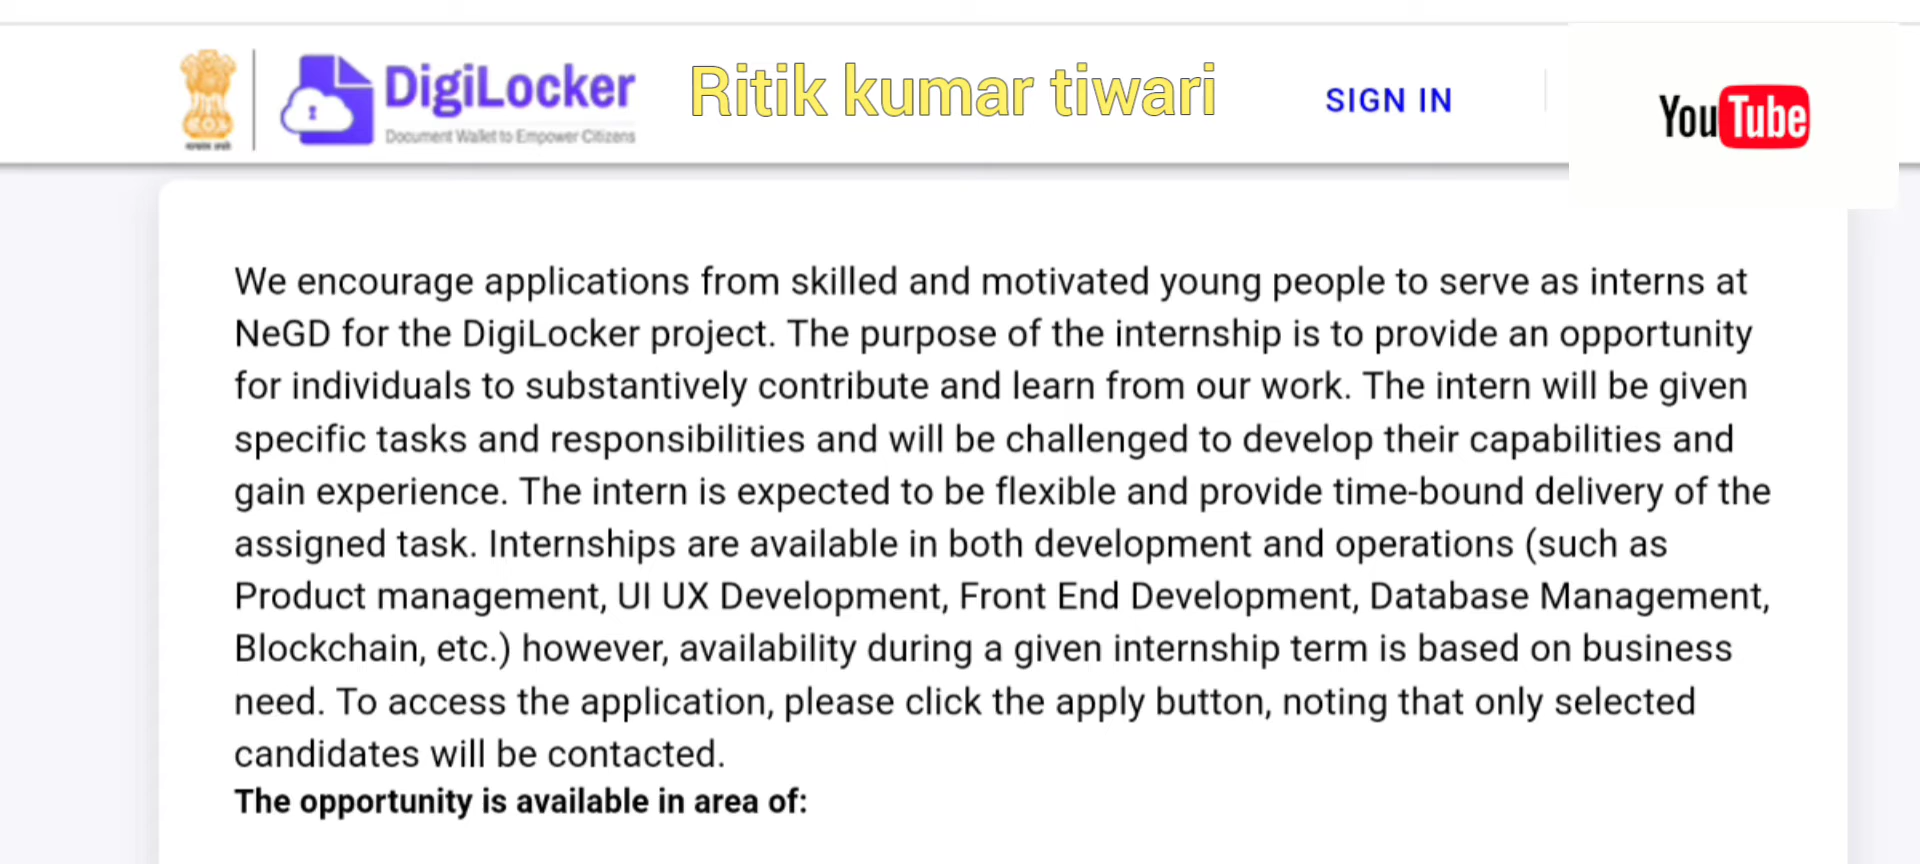 DigiLocker
Document Wallet to Empower Citizens
Ritik kumar tiwari
SIGN IN
YouTube
We encourage applications from skilled and motivated young people to serve as interns at
NeGD for the DigiLocker project. The purpose of the internship is to provide an opportunity
for individuals to substantively contribute and learn from our work. The intern will be given
specific tasks and responsibilities and will be challenged to develop their capabilities and
gain experience. The intern is expected to be flexible and provide time-bound delivery of the
assigned task. Internships are available in both development and operations (such as
Product management, UI UX Development, Front End Development, Database Management,
Blockchain, etc.) however, availability during a given internship term is based on business
need. To access the application, please click the apply button, noting that only selected
candidates will be contacted.
The opportunity is available in area of: